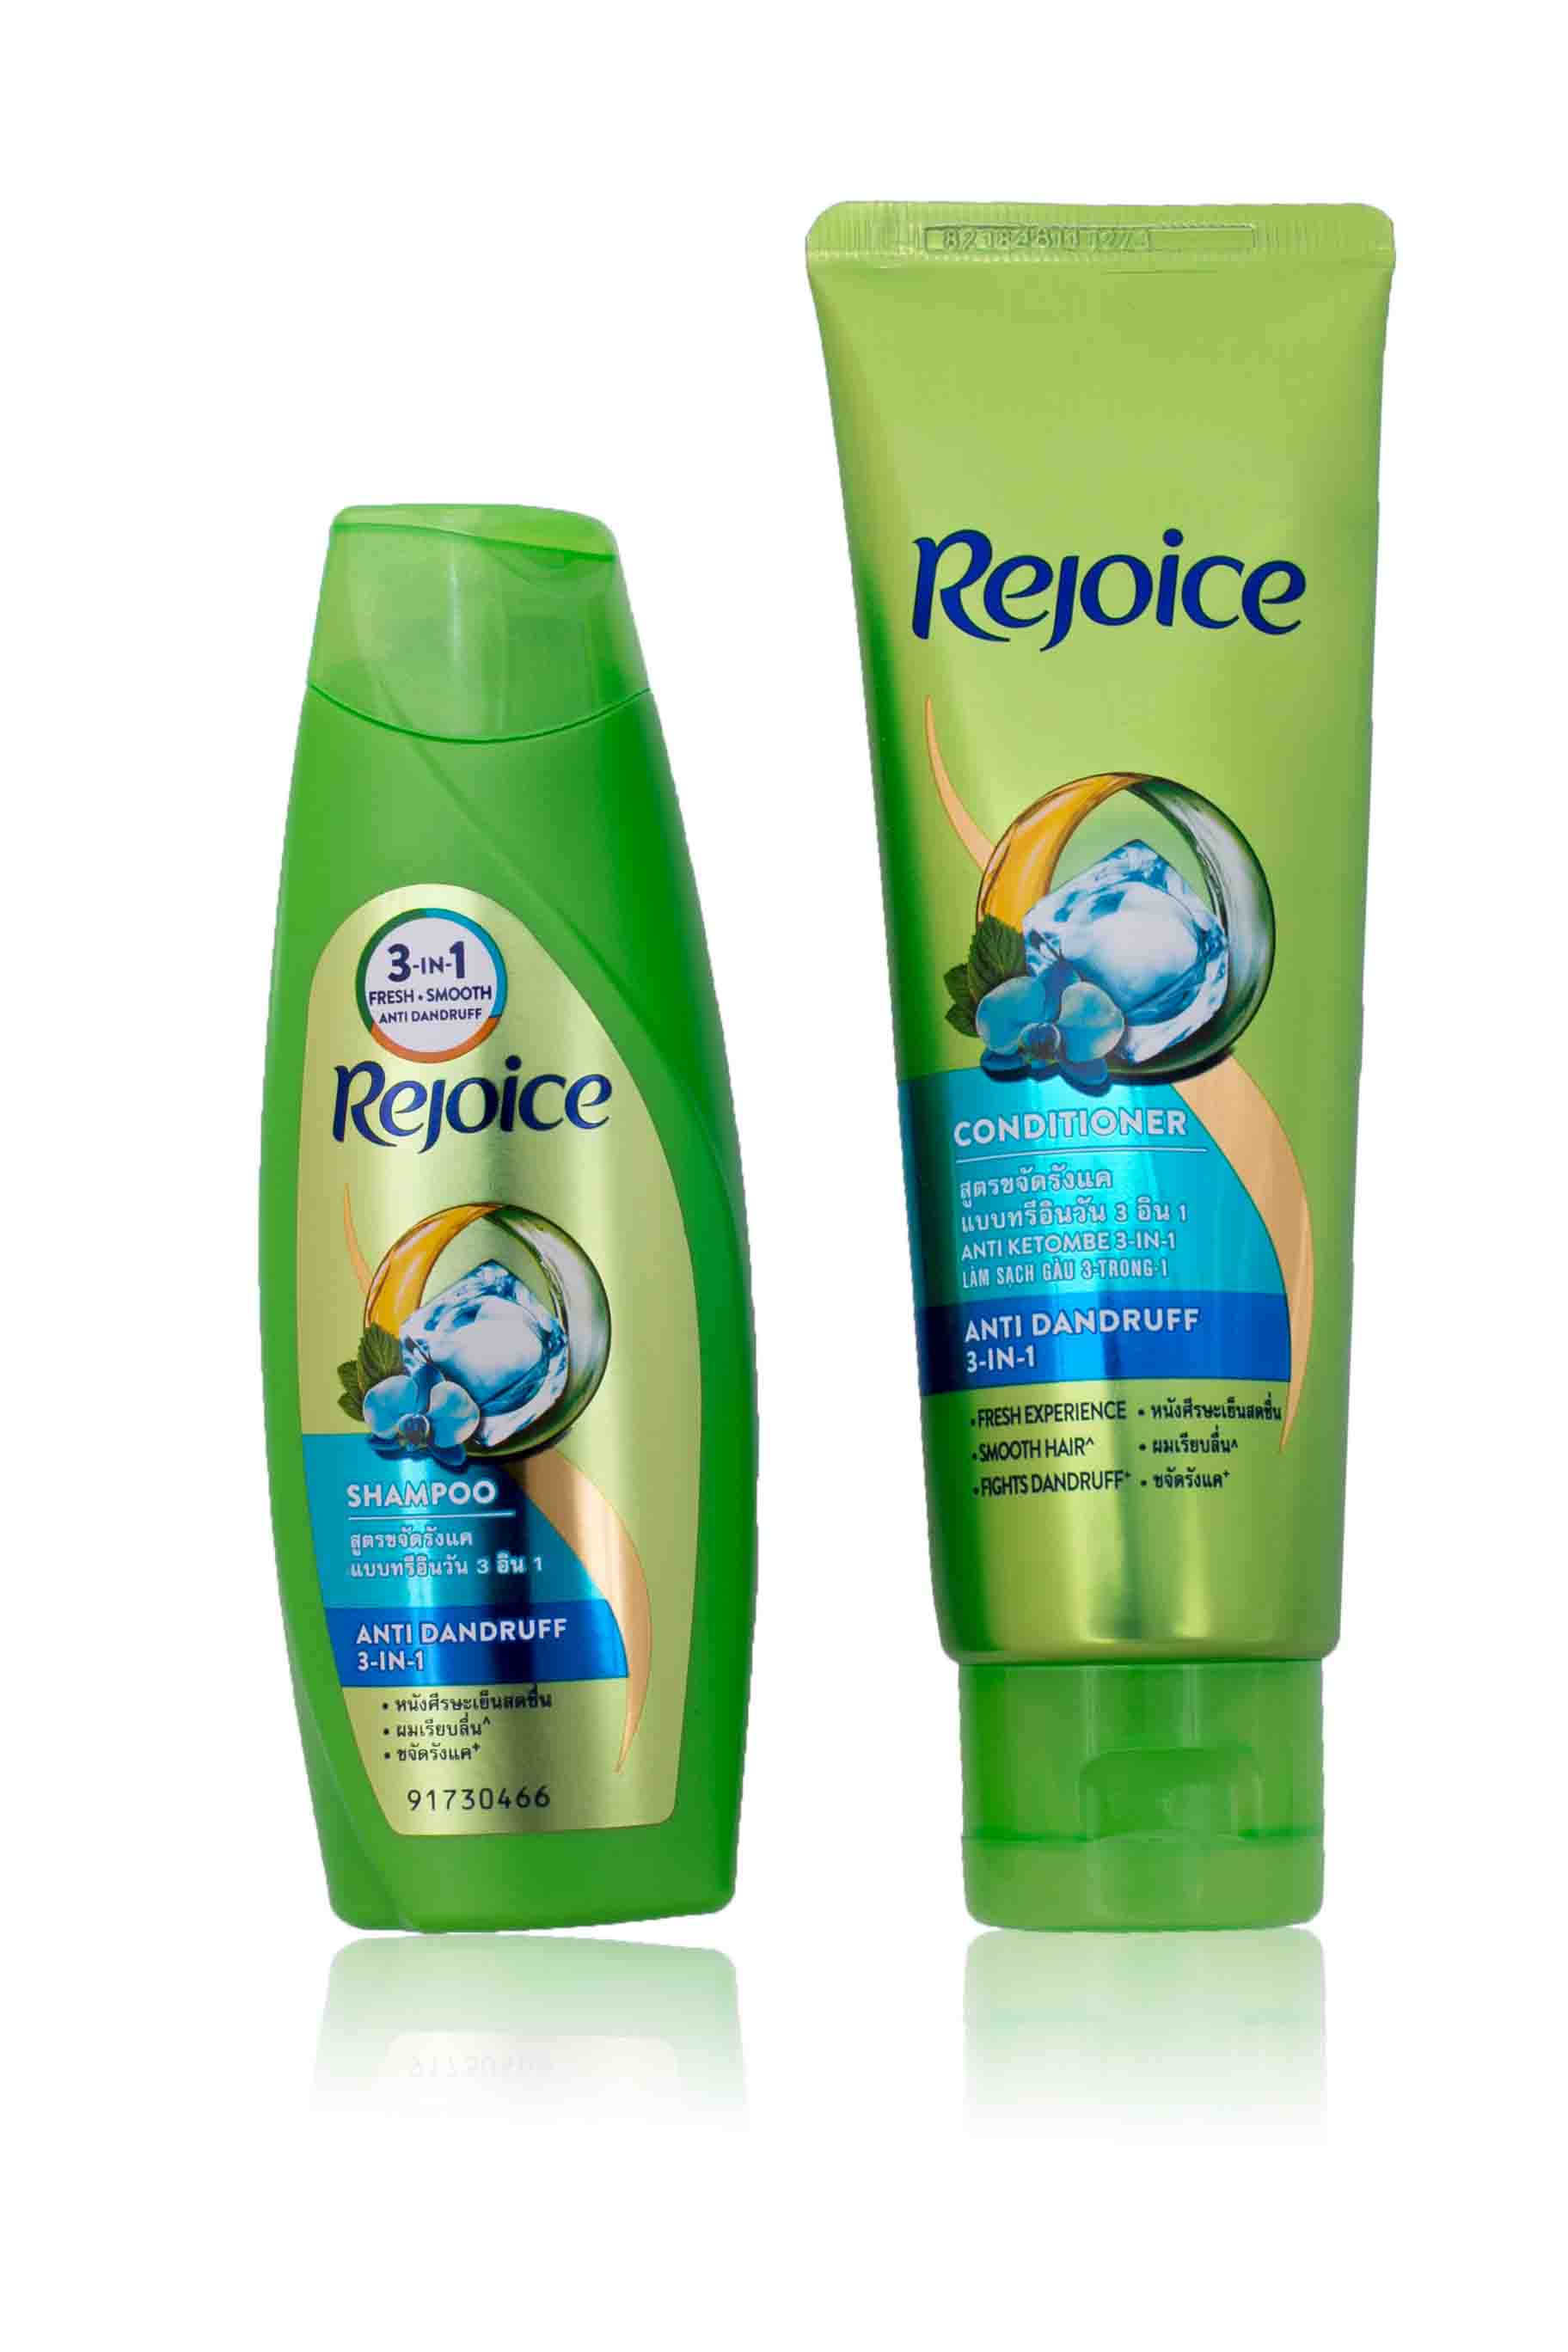 3-IN-1
FRESH • SMOOTH
ANTI DANDRUFF
Rejoice
SHAMPOO
สูตรขจัดรังแค
แบบทรีอินวัน 3 อิน 1
ANTI DANDRUFF
3-IN-1
• หนังศีรษะเย็นสดชื่น
• ผมเรียบลื่น^
• ขจัดรังแค+
91730466
Rejoice
CONDITIONER
สูตรขจัดรังแค
แบบทรีอินวัน 3 อิน 1
ANTI KETOMBE 3-IN-1
LÀM SẠCH GÀU 3-TRONG-1
ANTI DANDRUFF
3-IN-1
• FRESH EXPERIENCE • หนังศีรษะเย็นสดชื่น
• SMOOTH HAIR^ • ผมเรียบลื่น^
• FIGHTS DANDRUFF+ • ขจัดรังแค+